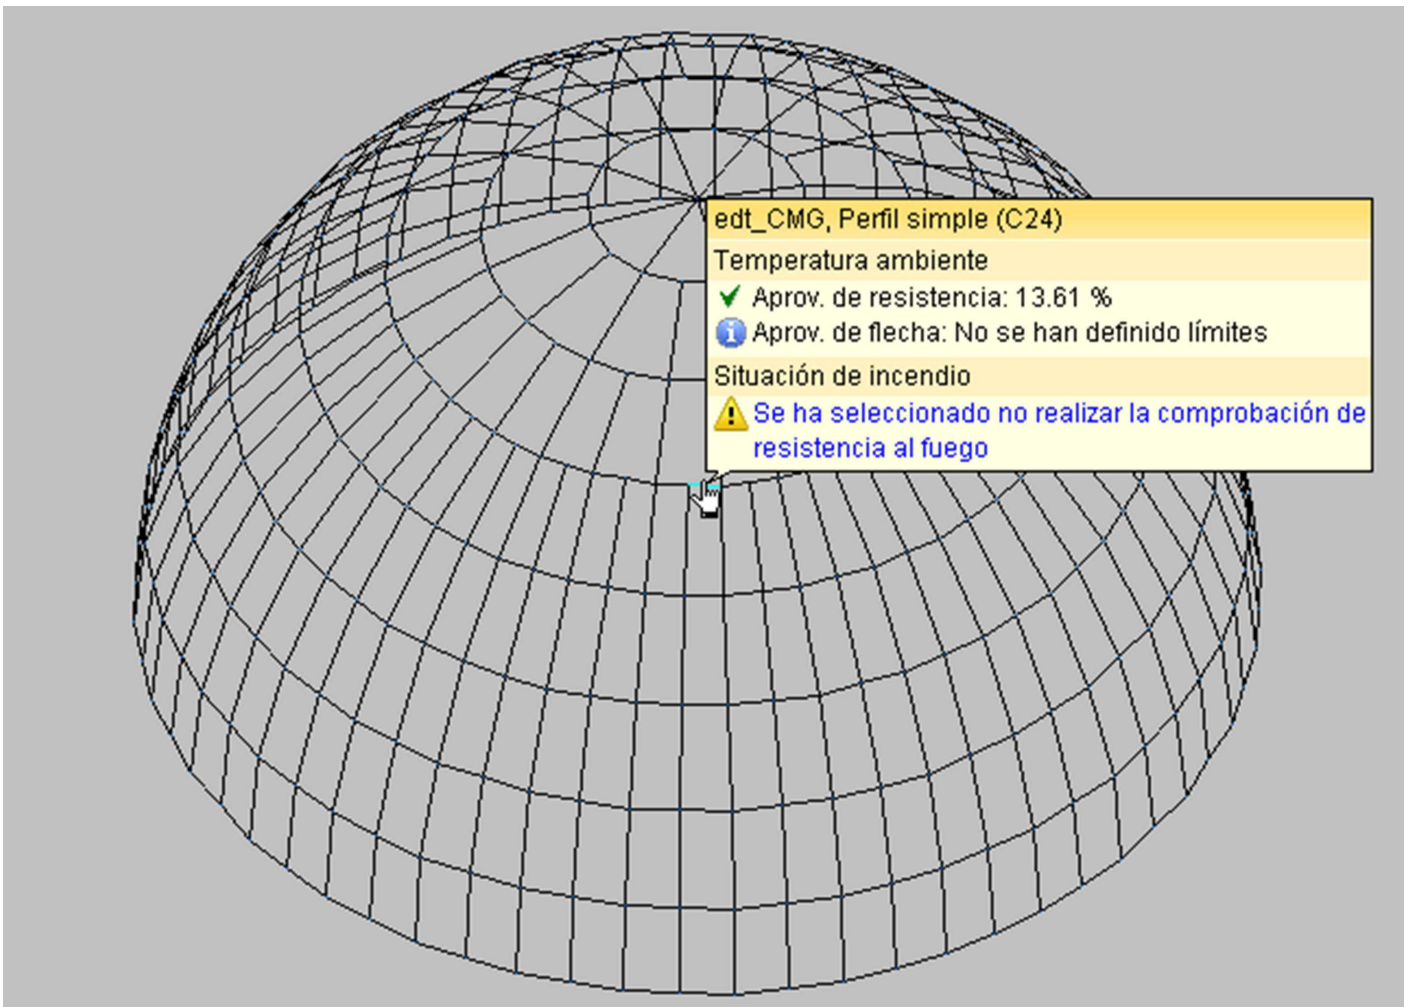 edt_CMG, Perfil simple (C24)
Temperatura ambiente
Aprov. de resistencia: 13.61 %
Aprov. de flecha: No se han definido límites
Situación de incendio
Se ha seleccionado no realizar la comprobación de
resistencia al fuego